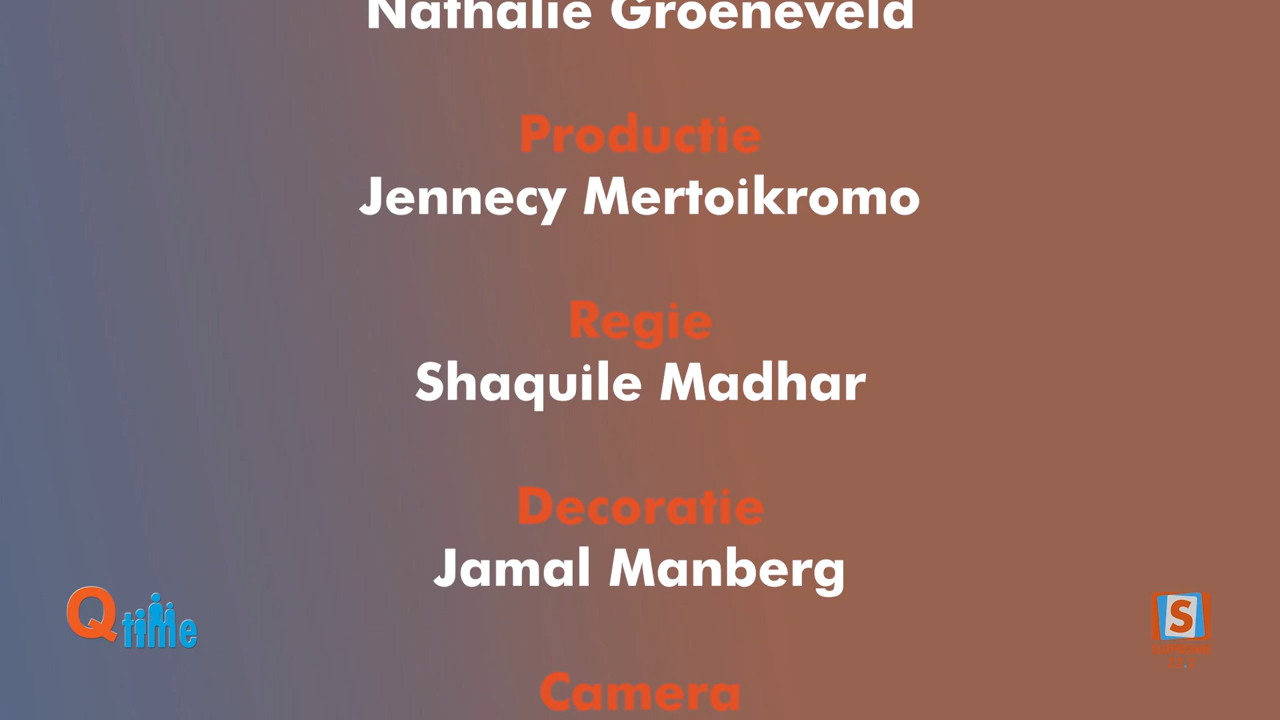 Nathalie Groeneveld
Productie
Jennecy Mertoikromo
Regie
Shaquile Madhar
Decoratie
Jamal Manberg
Q time
S
Camera